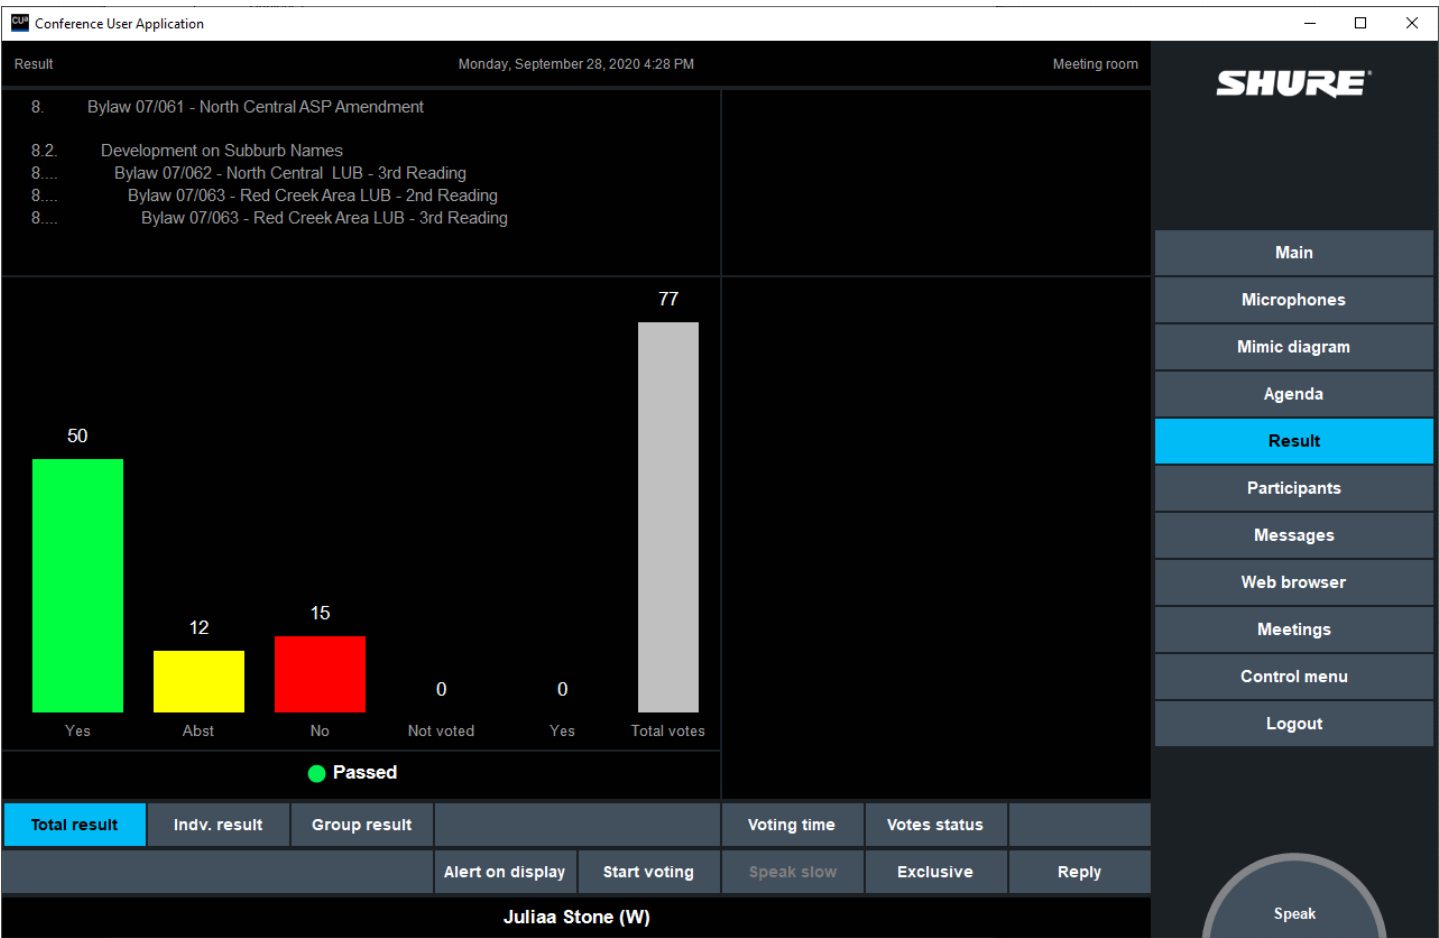 CUA Conference User Application
Result Monday, September 28, 2020 4:28 PM Meeting room
SHURE
8. Bylaw 07/061 - North Central ASP Amendment
8.2. Development on Subburb Names
8.... Bylaw 07/062 - North Central LUB - 3rd Reading
8.... Bylaw 07/063 - Red Creek Area LUB - 2nd Reading
8.... Bylaw 07/063 - Red Creek Area LUB - 3rd Reading
77
50
15
12
0 0
Yes Abst No Not voted Yes Total votes
Passed
Total result Indv. result Group result Voting time Votes status
Alert on display Start voting Speak slow Exclusive Reply
Juliaa Stone (W)
Main
Microphones
Mimic diagram
Agenda
Result
Participants
Messages
Web browser
Meetings
Control menu
Logout
Speak